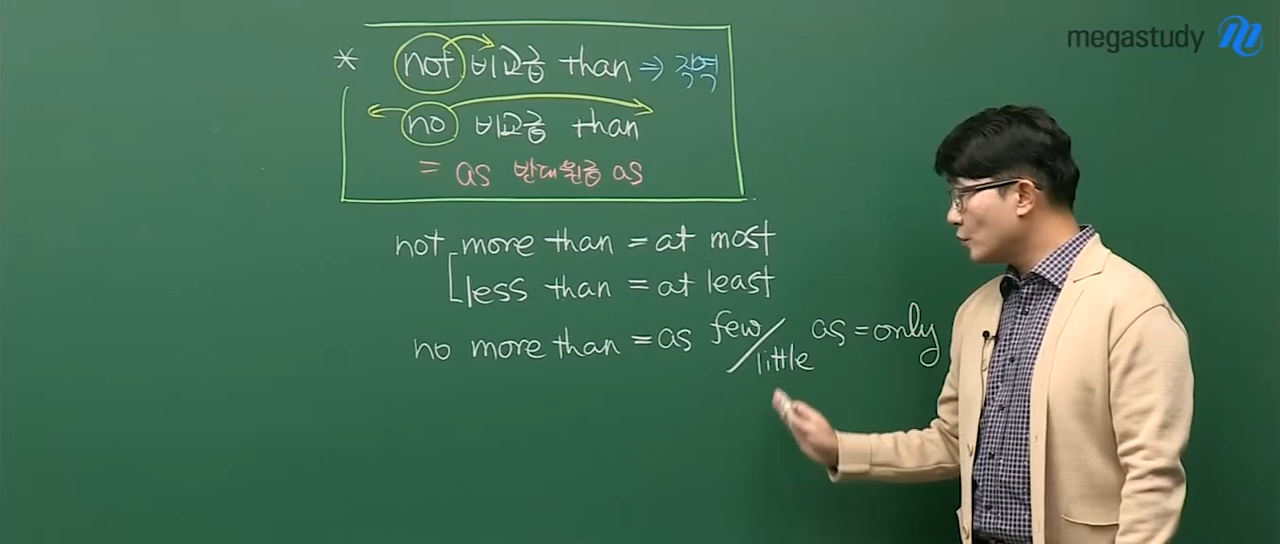 megastudy
* not 비교급 than ⇒ 직역
no 비교급 than
= as 반대원급 as
not more than = at most
less than = at least
no more than = as few/little as = only